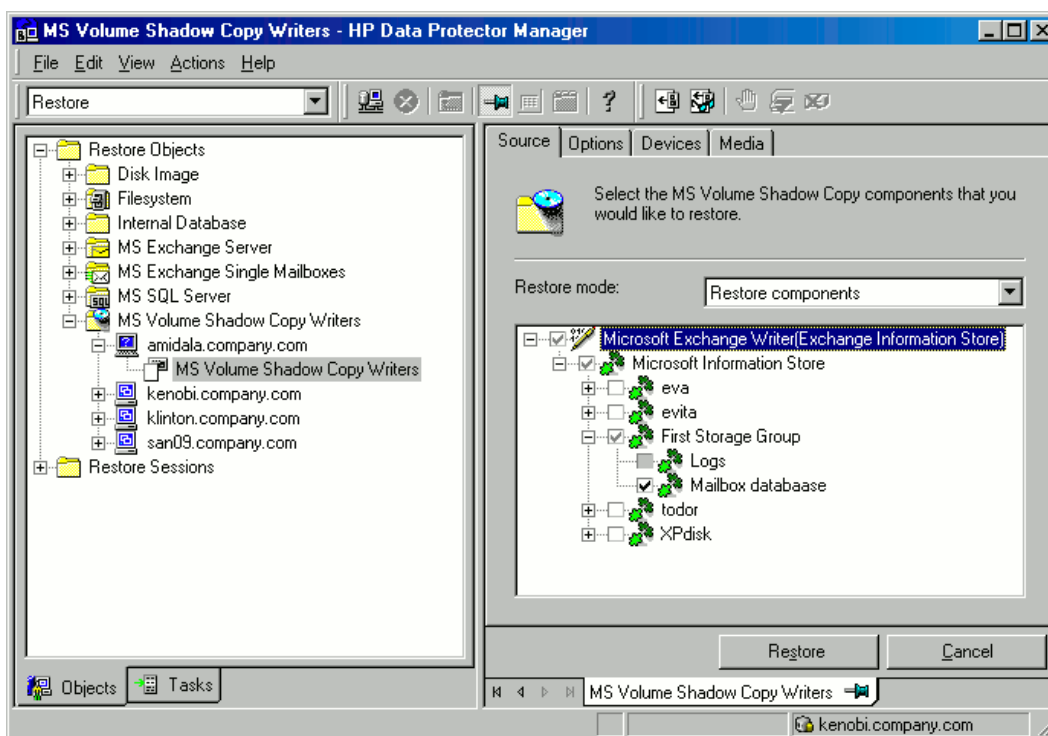 MS Volume Shadow Copy Writers - HP Data Protector Manager
File Edit View Actions Help
Restore
Restore Objects
Disk Image
Filesystem
Internal Database
MS Exchange Server
MS Exchange Single Mailboxes
SQL
MS SQL Server
MS Volume Shadow Copy Writers
amidala.company.com
MS Volume Shadow Copy Writers
kenobi.company.com
klinton.company.com
san09.company.com
Restore Sessions
Objects Tasks
Source Options Devices Media
Select the MS Volume Shadow Copy components that you
would like to restore.
Restore mode: Restore components
Microsoft Exchange Writer(Exchange Information Store)
Microsoft Information Store
eva
evita
First Storage Group
Logs
Mailbox databaase
todor
XPdisk
Restore Cancel
MS Volume Shadow Copy Writers
kenobi.company.com